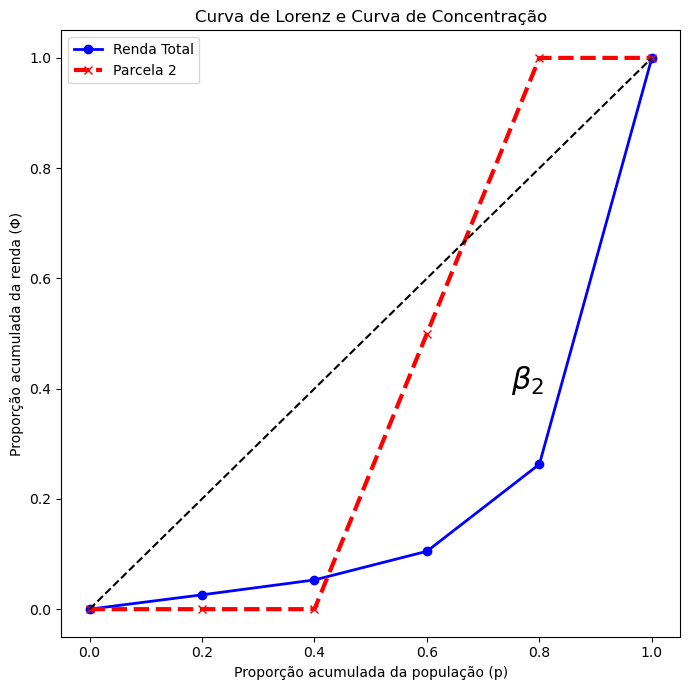 Curva de Lorenz e Curva de Concentração
Renda Total
Parcela 2
Proporção acumulada da renda (Φ)
1.0
0.8
0.6
0.4
0.2
0.0
β₂
0.0 0.2 0.4 0.6 0.8 1.0
Proporção acumulada da população (p)